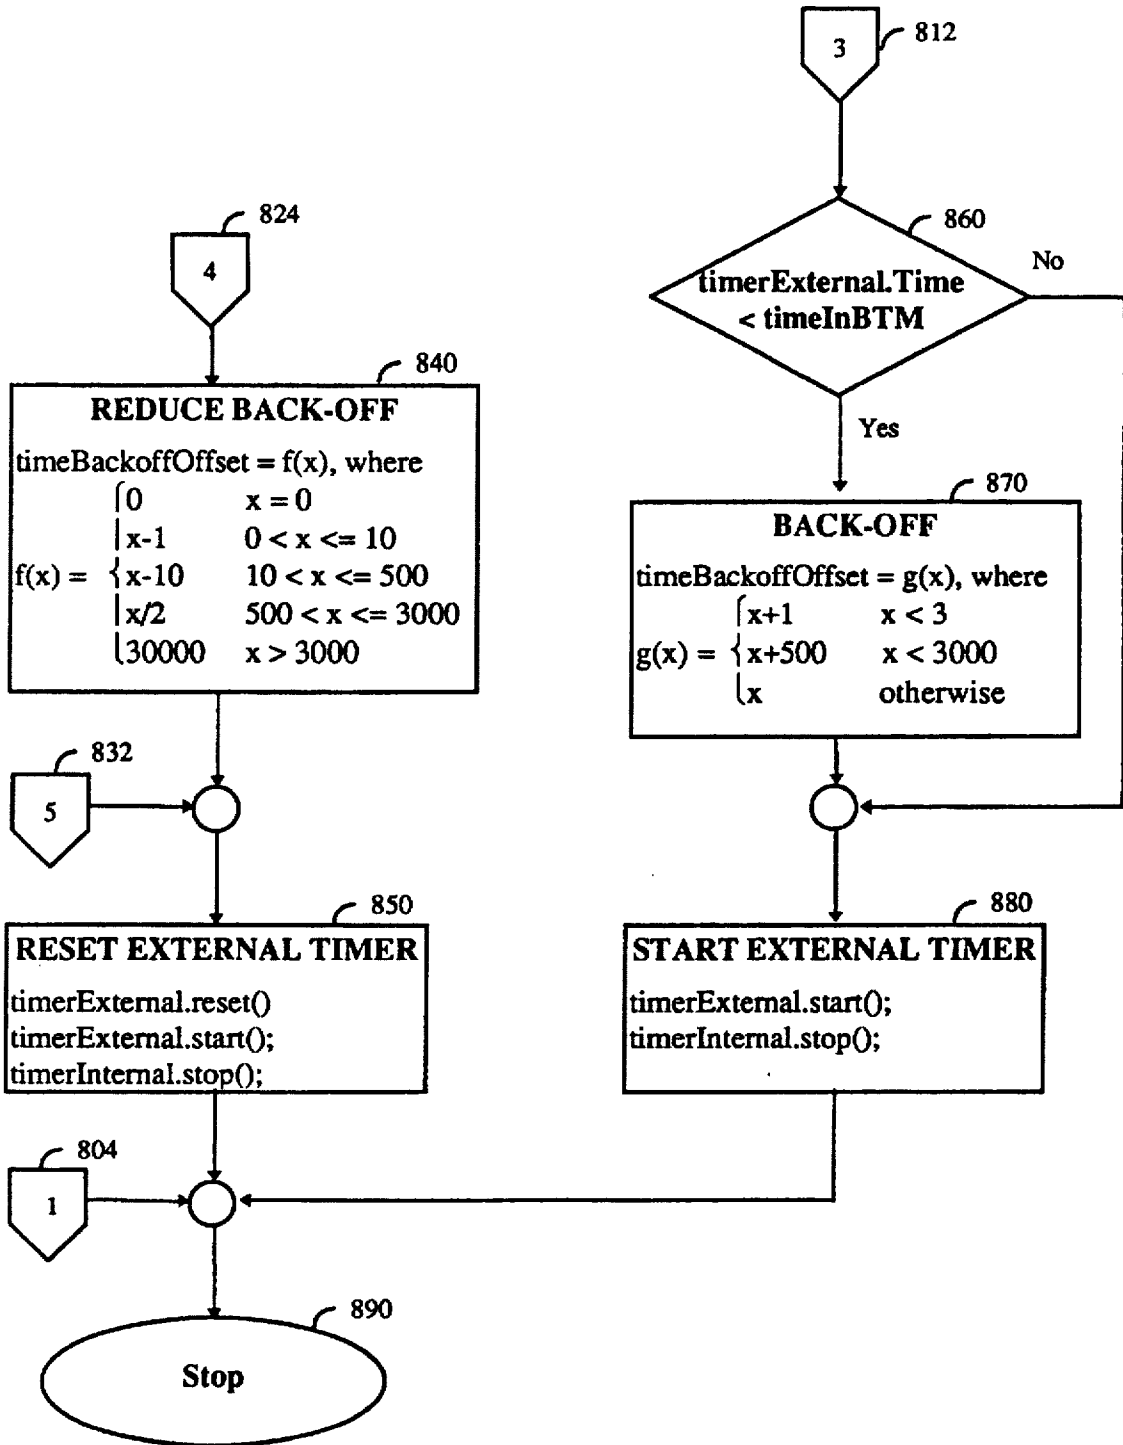 3
812
860
timerExternal.Time
< timeInBTM
No
Yes
824
4
840
REDUCE BACK-OFF
timeBackoffOffset = f(x), where
0 x = 0
x-1 0 < x <= 10
f(x) = x-10 10 < x <= 500
x/2 500 < x <= 3000
30000 x > 3000
870
BACK-OFF
timeBackoffOffset = g(x), where
x+1 x < 3
g(x) = x+500 x < 3000
x otherwise
832
5
850
RESET EXTERNAL TIMER
timerExternal.reset()
timerExternal.start();
timerInternal.stop();
880
START EXTERNAL TIMER
timerExternal.start();
timerInternal.stop();
804
1
890
Stop